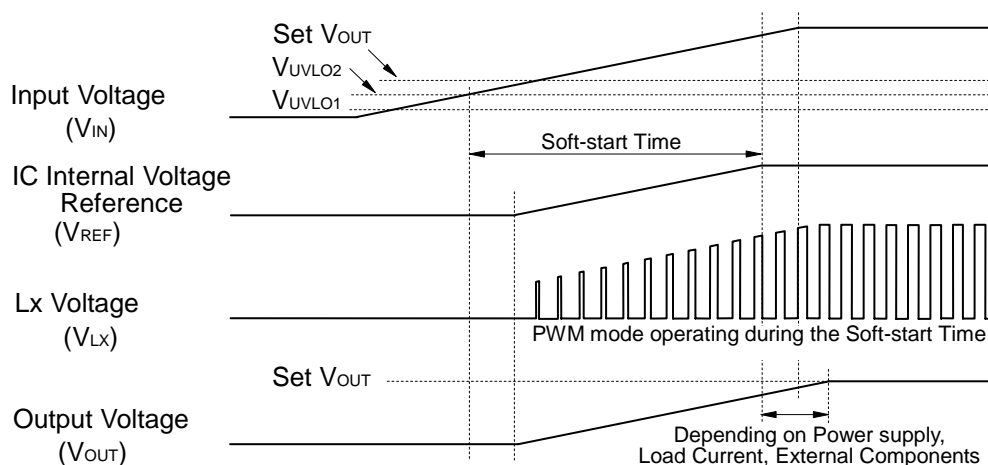 Set VOUT
VUVLO2
Input Voltage
(VIN)
VUVLO1
Soft-start Time
IC Internal Voltage
Reference
(VREF)
Lx Voltage
(VLX)
PWM mode operating during the Soft-start Time
Set VOUT
Output Voltage
(VOUT)
Depending on Power supply,
Load Current, External Components